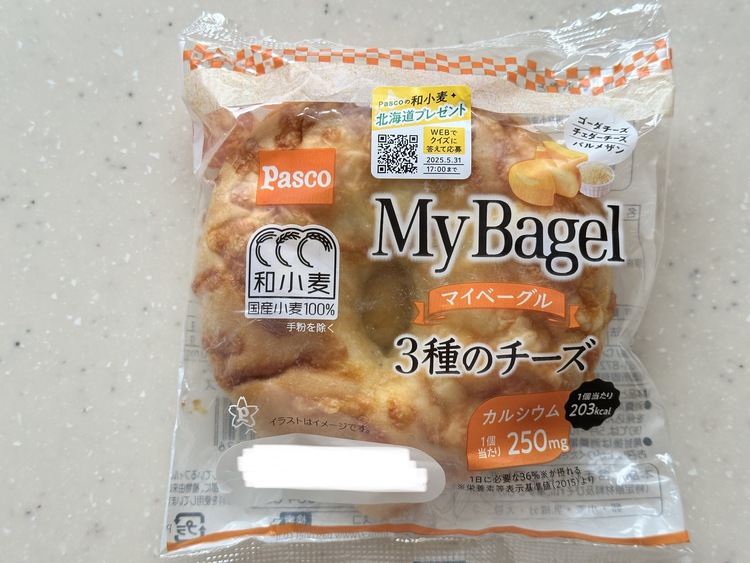 Pascoの和小麦
北海道プレゼント
WEBで
クイズに
答えて応募
2025.5.31
17:00まで
ゴーダチーズ
チェダーチーズ
パルメザン
Pasco
My Bagel
和小麦
国産小麦100%
手粉を除く
マイベーグル
3種のチーズ
イラストはイメージです。
カルシウム
1個
当たり 250mg
1個当たり
203kcal
1日に必要な36%※が摂れる
※栄養素等表示基準値(2015)より
プラ